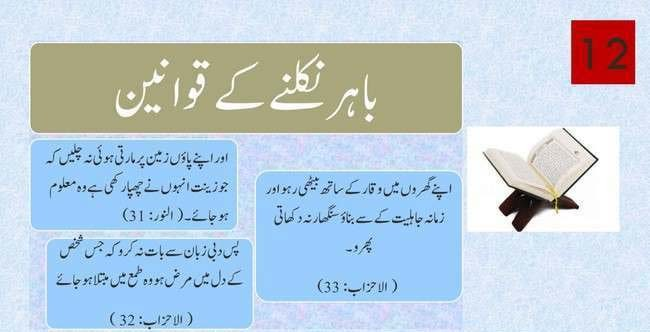 12
باہر نکلنے کے قوانین
اور اپنے پاؤں زمین پر مارتی ہوئی نہ چلیں کہ
جو زینت انہوں نے چھپا رکھی ہے وہ معلوم
ہو جائے۔ (النور: 31)
اپنے گھروں میں وقار کے ساتھ بیٹھی رہو اور
زمانہ جاہلیت کے سے بناؤ سنگھار نہ دکھاتی
پھرو۔
(الاحزاب: 33)
پس دبی زبان سے بات نہ کرو کہ جس شخص
کے دل میں مرض ہو وہ طمع میں مبتلا ہو جائے
(الاحزاب: 32)